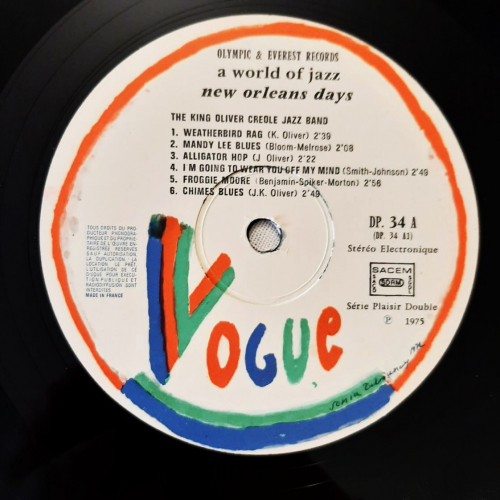 OLYMPIC & EVEREST RECORDS
a world of jazz
new orleans days
THE KING OLIVER CREOLE JAZZ BAND
1. WEATHERBIRD RAG (K. Oliver) 2'39
2. MANDY LEE BLUES (Bloom-Melrose) 2'08
3. ALLIGATOR HOP (J. Oliver) 2'22
4. I M GOING TO WEAR YOU OFF MY MIND (Smith-Johnson) 2'49
5. FROGGIE MOORE (Benjamin-Spiker-Morton) 2'56
6. CHIMES BLUES (J.K. Oliver) 2'49
DP. 34 A
(DP. 34 A1)
Stéréo Electronique
SACEM
SDRM
Série Plaisir Double
℗ 1975
TOUS DROITS DU PRO
DUCTEUR PHONOGRA-
PHIQUE ET DU PROPRIE-
TAIRE DE L'ŒUVRE EN-
REGISTREE RESERVES
SAUF AUTORISATION,
LA DUPLICATION, LA
LOCATION, LE PRÊT,
L'UTILISATION DE CE
DISQUE POUR EXECU-
TION PUBLIQUE ET
RADIODIFFUSION SONT
INTERDITES
MADE IN FRANCE
VOGUE